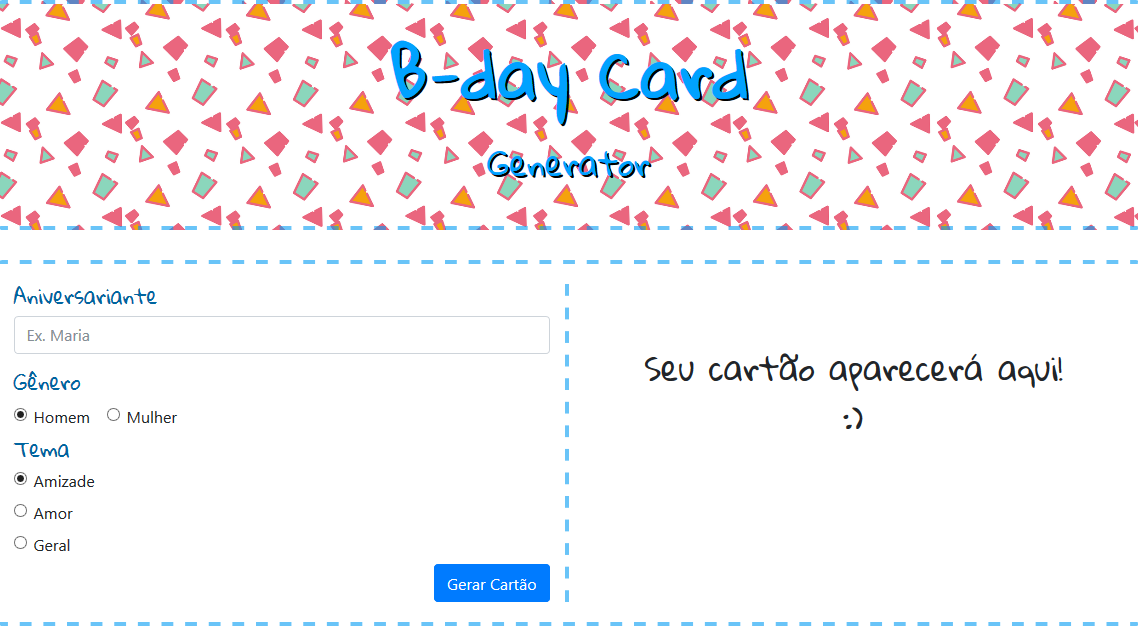 B-day Card
Generator
Aniversariante
Ex. Maria
Gênero
Homem Mulher
Tema
Amizade
Amor
Geral
Gerar Cartão
Seu cartão aparecerá aqui!
:)